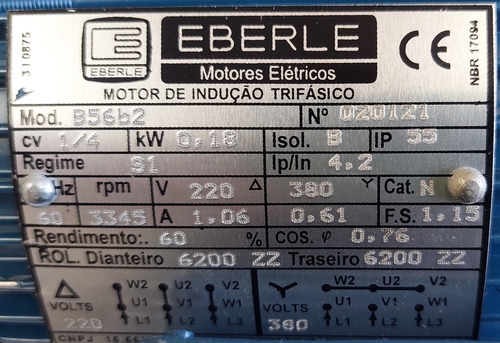 310875
EBERLE
EBERLE
Motores Elétricos
CE
NBR 17094
MOTOR DE INDUÇÃO TRIFÁSICO
Mod. B56b2 Nº 020121
cv 1/4 kW 0,18 Isol. B IP 55
Regime S1 Ip/In 4,2
Hz rpm V 220 Δ 380 Y Cat. N
60 3345 A 1,06 0,61 F.S. 1,15
Rendimento:. 60 % COS. φ 0,76
ROL. Dianteiro 6200 ZZ Traseiro 6200 ZZ
Δ W2 U2 V2 Y W2 U2 V2
VOLTS U1 V1 W1 VOLTS U1 V1 W1
220 L1 L2 L3 380 L1 L2 L3
CNPJ